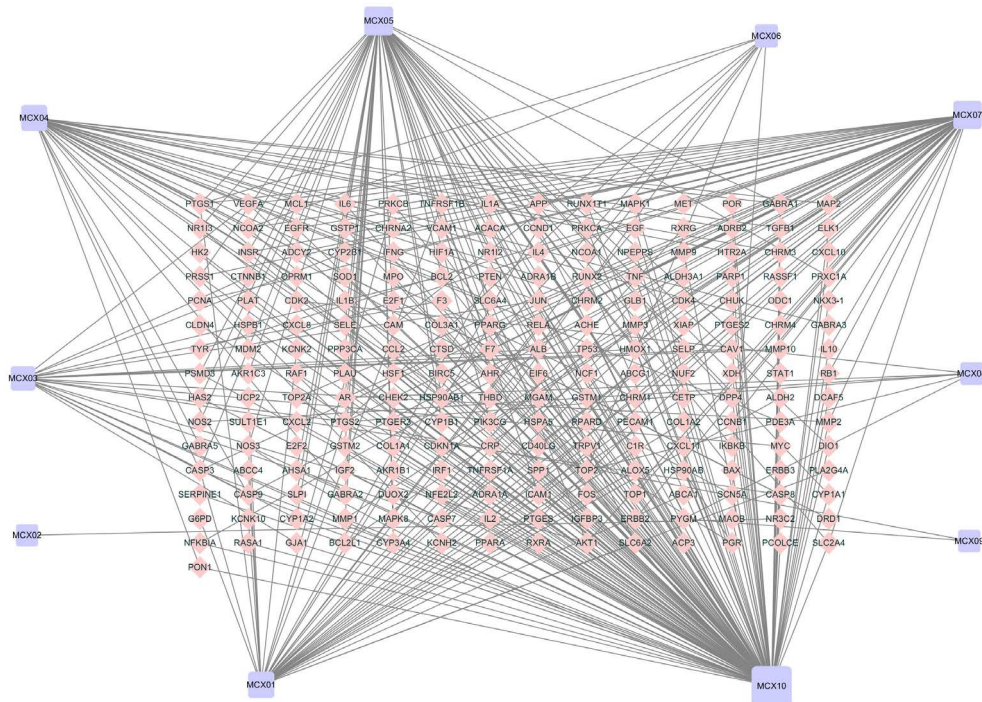 MCX05
MCX06
MCX04
MCX07
PTGS1 VEGFA MCL1 IL6 PRKCB TNFRSF1B IL1A APP RUNX1T1 MAPK1 MET POR GABRA1 MAP2
NR1I3 NCOA2 EGFR GSTP1 CHRNA2 VCAM1 ACACA CCND1 PRKCA EGF RXRG ADRB2 TGFB1 ELK1
HK2 INSR ADCY2 CYP2B1 IFNG HIF1A NR1I2 IL4 NCOA1 NPEPPS MMP9 HTR2A CHRM3 CXCL10
PRSS1 CTNNB1 OPRM1 SOD1 MPO BCL2 PTEN ADRA1B RUNX2 TNF ALDH3A1 PARP1 RASSF1 PRXC1A
PCNA PLAT CDK2 IL1B E2F1 F3 SLC6A4 JUN CHRM2 GLB1 CDK4 CHUK ODC1 NKX3-1
CLDN4 HSPB1 CXCL8 SELE CAM COL3A1 PPARG RELA ACHE MMP3 XIAP PTGES2 CHRM4 GABRA3
TYR MDM2 KCNK2 PPP3CA CCL2 CTSD F7 ALB TP53 HMOX1 SELP CAV1 MMP10 IL10
PSMD3 AKR1C3 RAF1 PLAU HSF1 BIRC5 AHR EIF6 NCF1 ABCG1 NUF2 XDH STAT1 RB1
MCX03
HAS2 UCP2 TOP2A AR CHEK2 HSP90AB1 THBD MGAM GSTM1 CHRM1 CETP DPP4 ALDH2 DCAF5
NOS2 SULT1E1 CXCL2 PTGS2 PTGER3 CYP1B1 PIK3CG HSPA5 PPARD PECAM1 COL1A2 CCNB1 PDE3A MMP2
GABRA5 NOS3 E2F2 GSTM2 COL1A1 CDKN1A CRP CD40LG TRPV1 C1R CXCL11 IKBKB MYC DIO1
CASP3 ABCC4 AHSA1 IGF2 AKR1B1 IRF1 TNFRSF1A SPP1 TOP2 ALOX5 HSP90AB BAX ERBB3 PLA2G4A
SERPINE1 CASP9 SLPI GABRA2 DUOX2 NFE2L2 ADRA1A ICAM1 FOS TOP1 ABCA1 SCN5A CASP8 CYP1A1
G6PD KCNK10 CYP1A2 MMP1 MAPK8 CASP7 IL2 PTGES IGFBP3 ERBB2 PYGM MAOB NR3C2 DRD1
MCX02
MCX09
NFKBIA RASA1 GJA1 BCL2L1 CYP3A4 KCNH2 PPARA RXRA AKT1 SLC6A2 ACP3 PGR PCOLCE SLC2A4
PON1
MCX01
MCX10